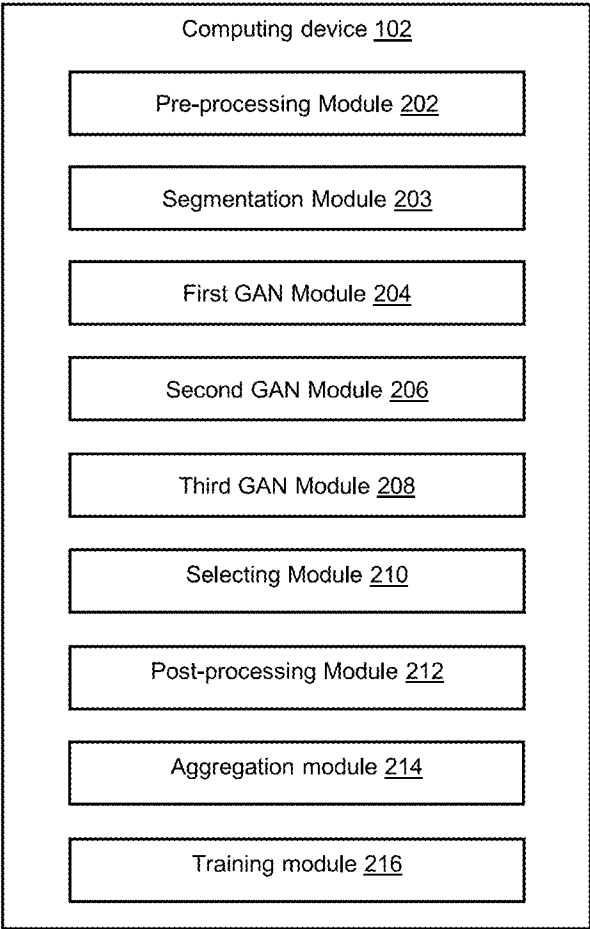 Computing device 102
Pre-processing Module 202
Segmentation Module 203
First GAN Module 204
Second GAN Module 206
Third GAN Module 208
Selecting Module 210
Post-processing Module 212
Aggregation module 214
Training module 216